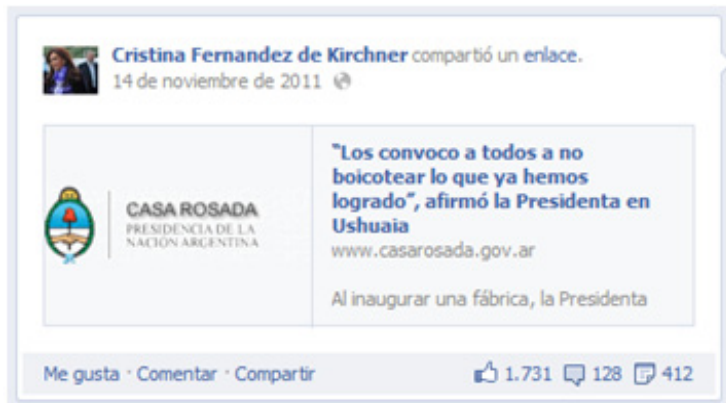 Cristina Fernandez de Kirchner compartió un enlace.
14 de noviembre de 2011
CASA ROSADA
PRESIDENCIA DE LA
NACIÓN ARGENTINA
"Los convoco a todos a no
boicotear lo que ya hemos
logrado", afirmó la Presidenta en
Ushuaia
www.casarosada.gov.ar
Al inaugurar una fábrica, la Presidenta
Me gusta · Comentar · Compartir 1.731 128 412